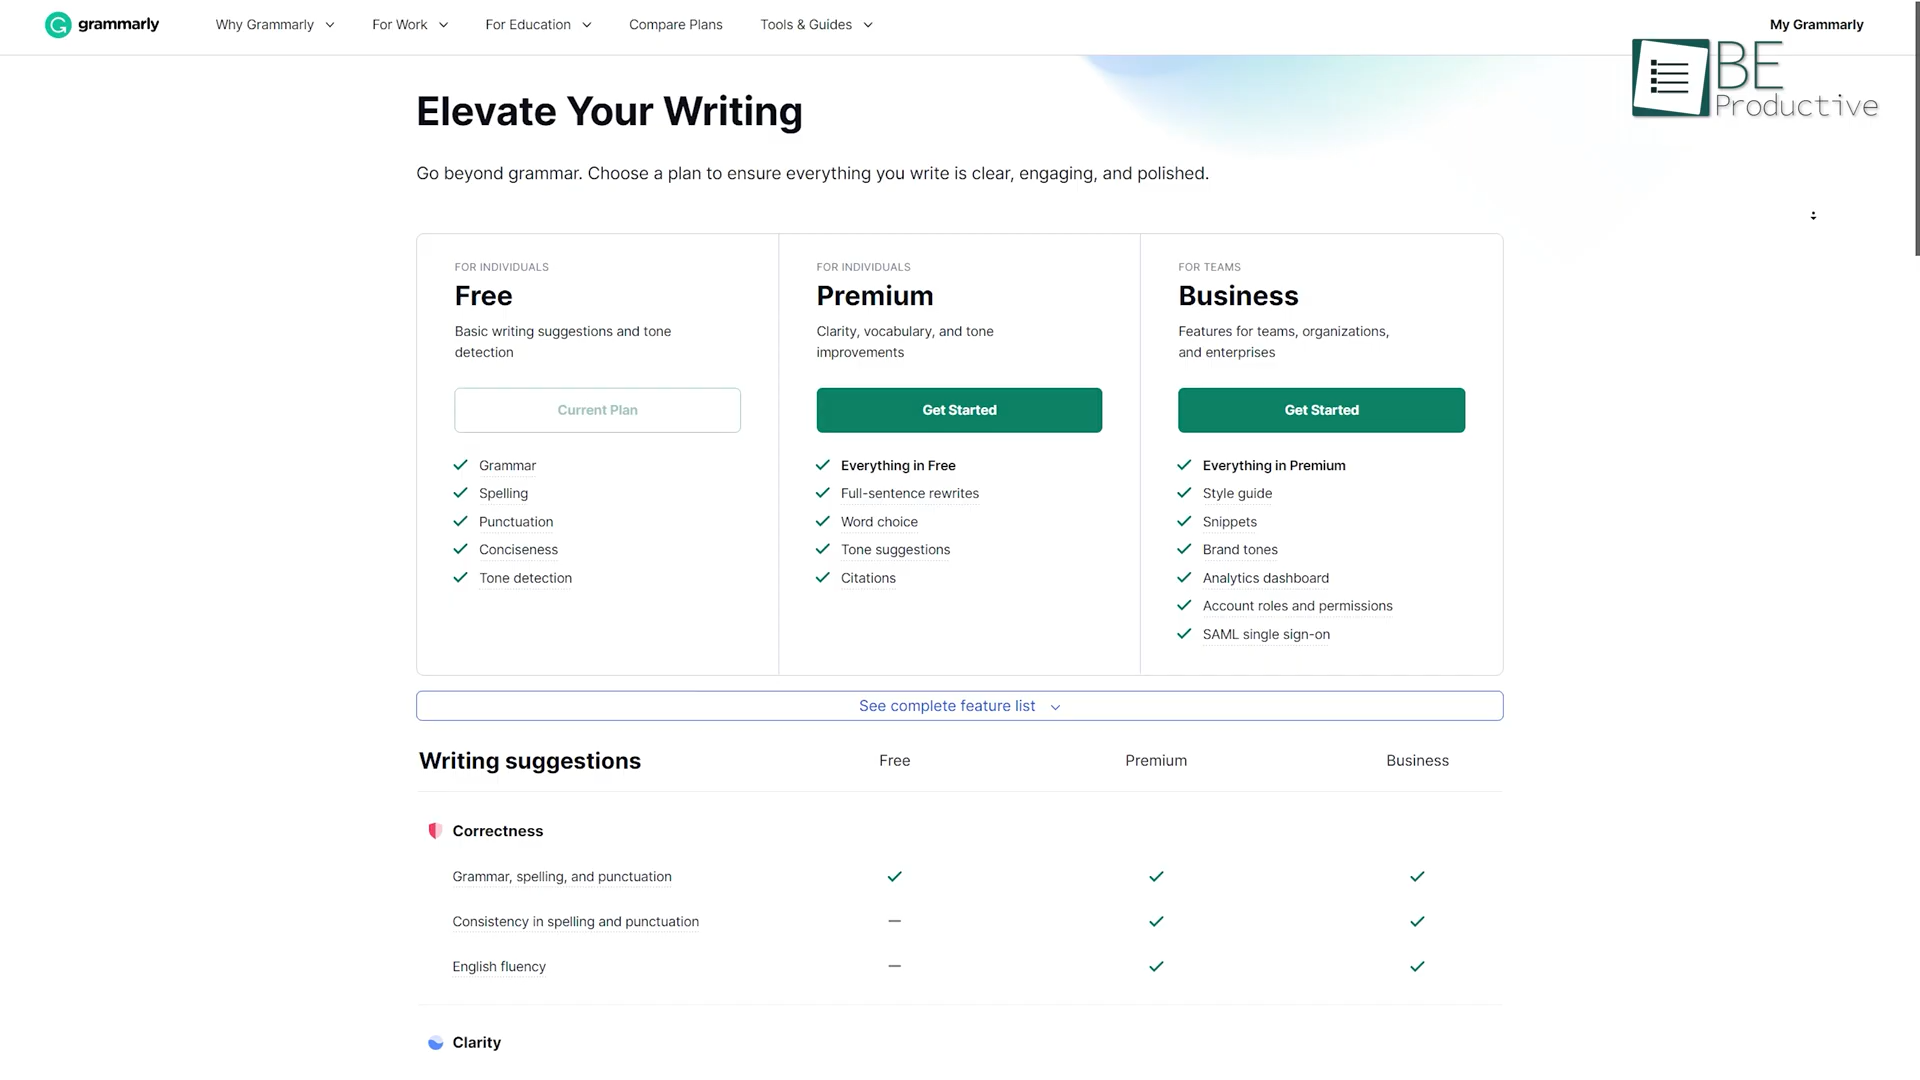 grammarly
Why Grammarly
For Work
For Education
Compare Plans
Tools & Guides
My Grammarly
BE
Productive
Elevate Your Writing
Go beyond grammar. Choose a plan to ensure everything you write is clear, engaging, and polished.
FOR INDIVIDUALS
Free
Basic writing suggestions and tone
detection
Current Plan
Grammar
Spelling
Punctuation
Conciseness
Tone detection
FOR INDIVIDUALS
Premium
Clarity, vocabulary, and tone
improvements
Get Started
Everything in Free
Full-sentence rewrites
Word choice
Tone suggestions
Citations
FOR TEAMS
Business
Features for teams, organizations,
and enterprises
Get Started
Everything in Premium
Style guide
Snippets
Brand tones
Analytics dashboard
Account roles and permissions
SAML single sign-on
See complete feature list
Writing suggestions Free Premium Business
Correctness
Grammar, spelling, and punctuation
Consistency in spelling and punctuation
English fluency
Clarity